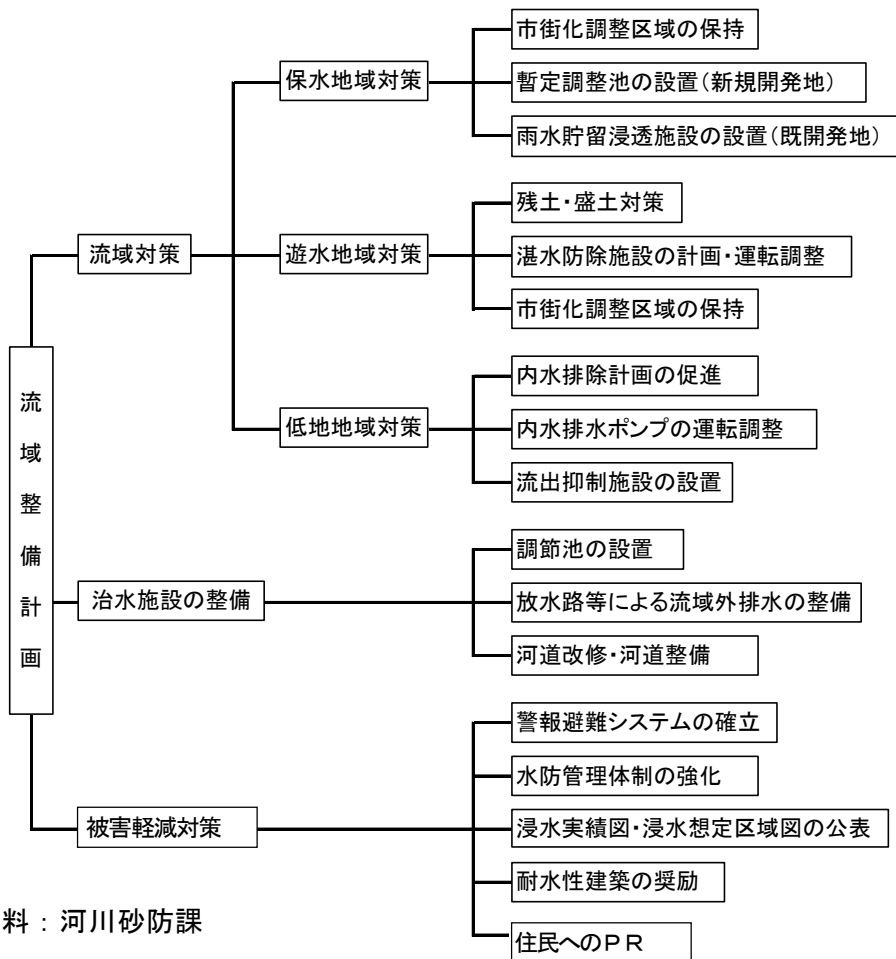 流域整備計画
流域対策
保水地域対策
市街化調整区域の保持
暫定調整池の設置(新規開発地)
雨水貯留浸透施設の設置(既開発地)
遊水地域対策
残土・盛土対策
湛水防除施設の計画・運転調整
市街化調整区域の保持
低地地域対策
内水排除計画の促進
内水排水ポンプの運転調整
流出抑制施設の設置
治水施設の整備
調節池の設置
放水路等による流域外排水の整備
河道改修・河道整備
被害軽減対策
警報避難システムの確立
水防管理体制の強化
浸水実績図・浸水想定区域図の公表
耐水性建築の奨励
住民へのPR
料:河川砂防課